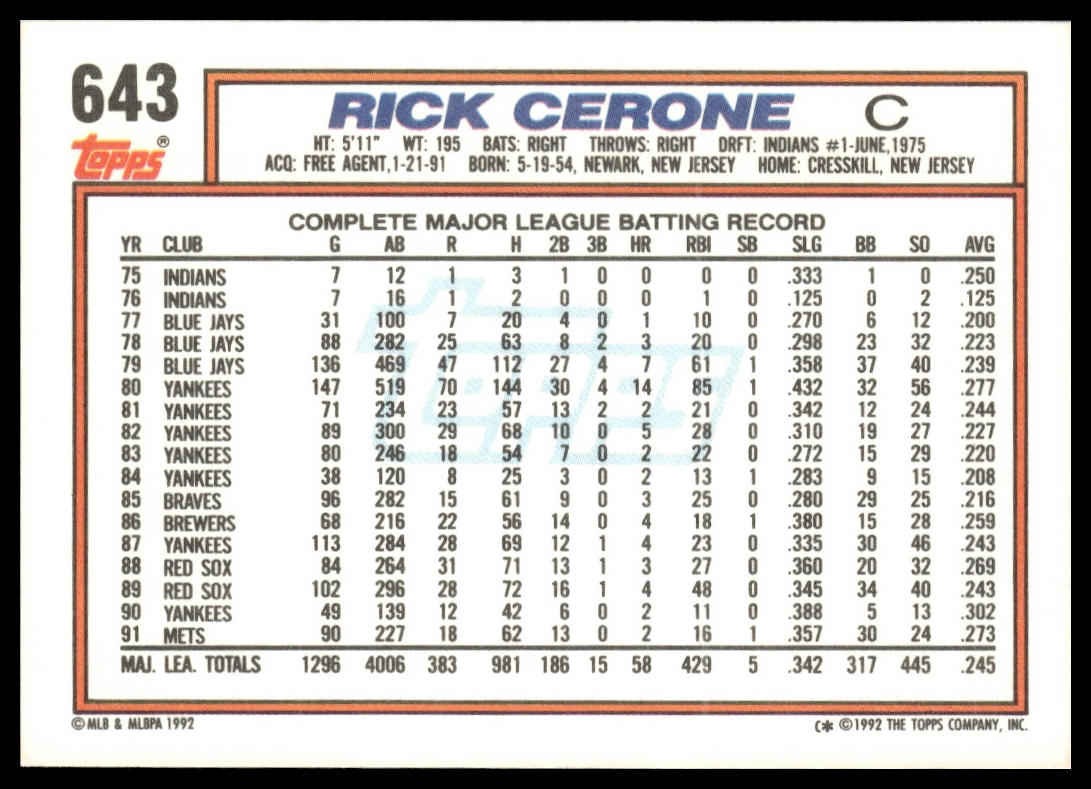 643
topps®
RICK CERONE C
HT: 5'11" WT: 195 BATS: RIGHT THROWS: RIGHT DRFT: INDIANS #1-JUNE,1975
ACQ: FREE AGENT,1-21-91 BORN: 5-19-54, NEWARK, NEW JERSEY HOME: CRESSKILL, NEW JERSEY
COMPLETE MAJOR LEAGUE BATTING RECORD
YR CLUB G AB R H 2B 3B HR RBI SB SLG BB SO AVG
75 INDIANS 7 12 1 3 1 0 0 0 0 .333 1 0 .250
76 INDIANS 7 16 1 2 0 0 0 1 0 .125 0 2 .125
77 BLUE JAYS 31 100 7 20 4 0 1 10 0 .270 6 12 .200
78 BLUE JAYS 88 282 25 63 8 2 3 20 0 .298 23 32 .223
79 BLUE JAYS 136 469 47 112 27 4 7 61 1 .358 37 40 .239
80 YANKEES 147 519 70 144 30 4 14 85 1 .432 32 56 .277
81 YANKEES 71 234 23 57 13 2 2 21 0 .342 12 24 .244
82 YANKEES 89 300 29 68 10 0 5 28 0 .310 19 27 .227
83 YANKEES 80 246 18 54 7 0 2 22 0 .272 15 29 .220
84 YANKEES 38 120 8 25 3 0 2 13 1 .283 9 15 .208
85 BRAVES 96 282 15 61 9 0 3 25 0 .280 29 25 .216
86 BREWERS 68 216 22 56 14 0 4 18 1 .380 15 28 .259
87 YANKEES 113 284 28 69 12 1 4 23 0 .335 30 46 .243
88 RED SOX 84 264 31 71 13 1 3 27 0 .360 20 32 .269
89 RED SOX 102 296 28 72 16 1 4 48 0 .345 34 40 .243
90 YANKEES 49 139 12 42 6 0 2 11 0 .388 5 13 .302
91 METS 90 227 18 62 13 0 2 16 1 .357 30 24 .273
MAJ. LEA. TOTALS 1296 4006 383 981 186 15 58 429 5 .342 317 445 .245
topps
©MLB & MLBPA 1992
C* ©1992 THE TOPPS COMPANY, INC.